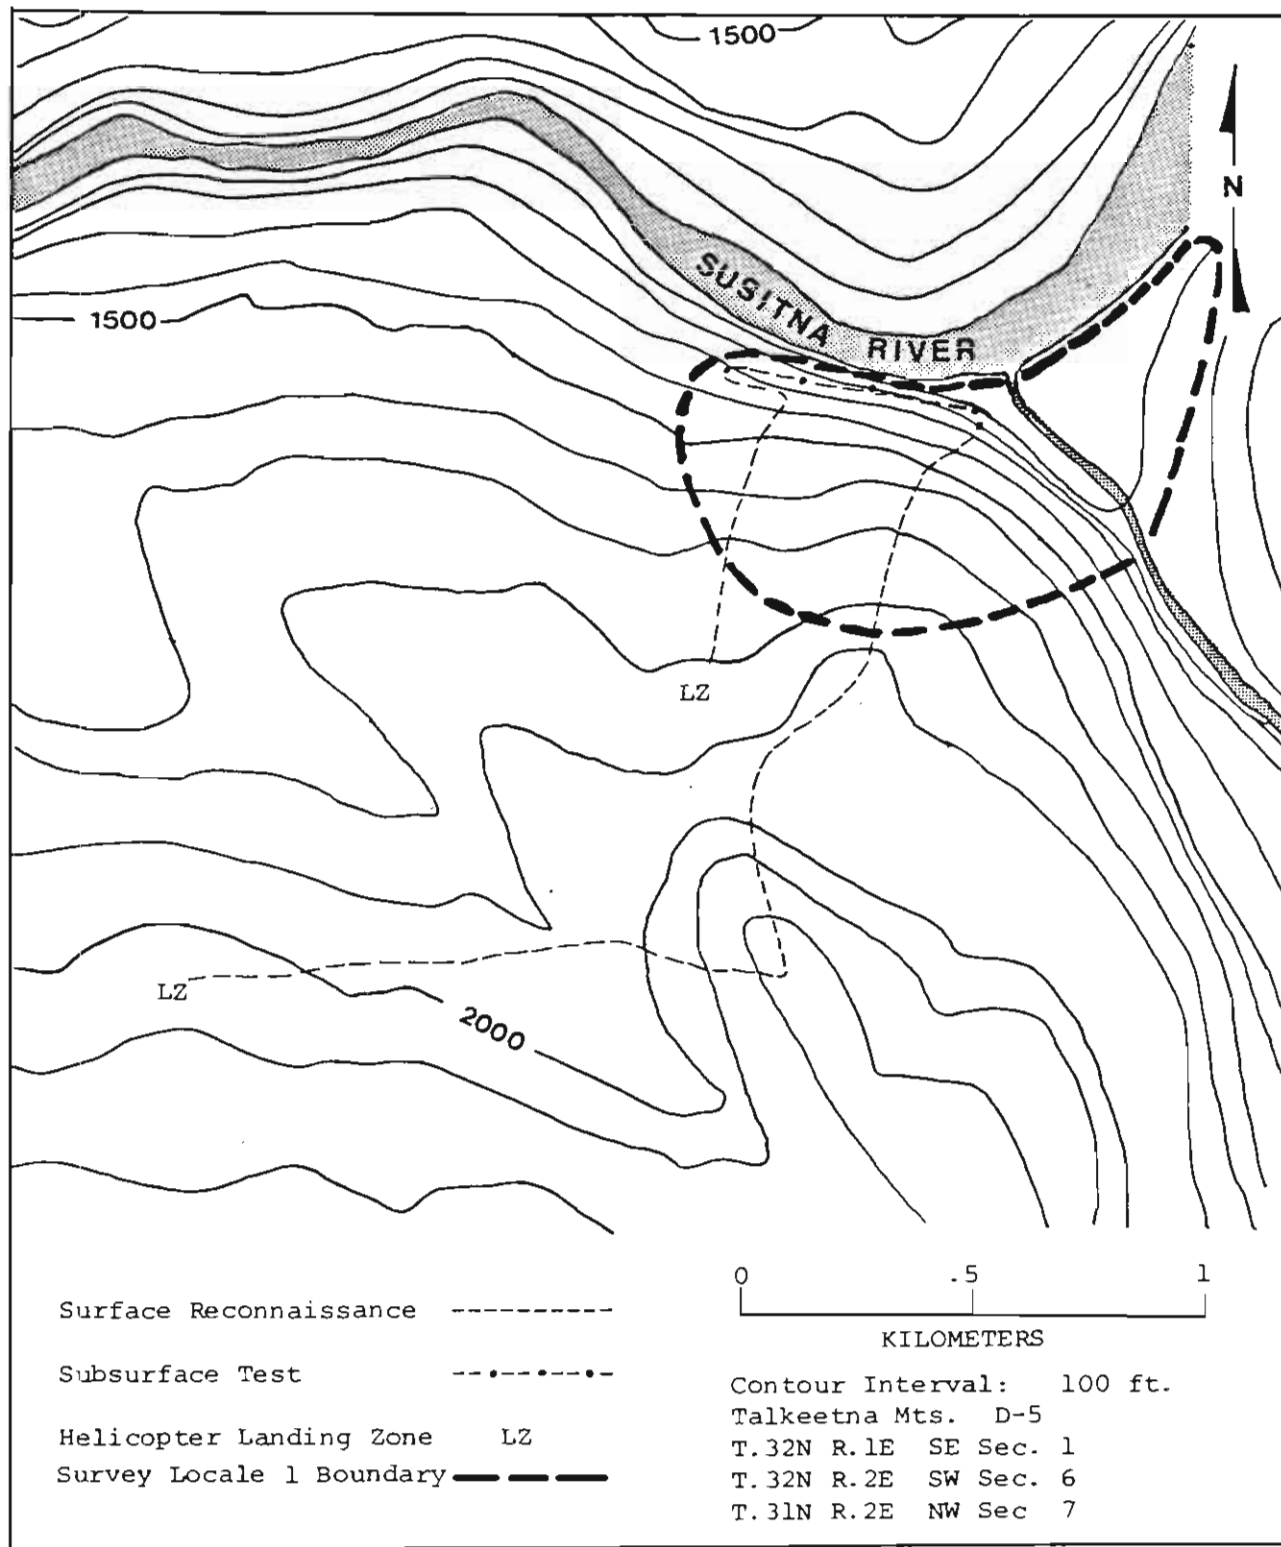 1500
N
SUSITNA RIVER
1500
LZ
LZ
2000
0 .5 1
KILOMETERS
Surface Reconnaissance
Subsurface Test
Helicopter Landing Zone LZ
Survey Locale 1 Boundary
Contour Interval: 100 ft.
Talkeetna Mts. D-5
T.32N R.1E SE Sec. 1
T.32N R.2E SW Sec. 6
T.31N R.2E NW Sec 7